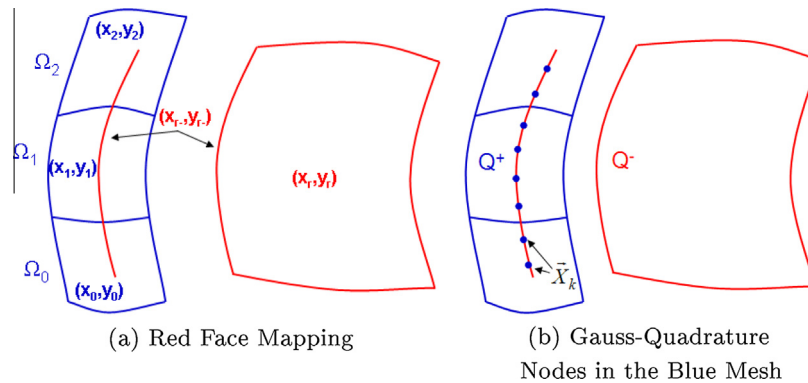 (x₂,y₂)
Ω₂
(xᵣ₋,yᵣ₋)
Ω₁
(x₁,y₁)
(xᵣ,yᵣ)
Ω₀
(x₀,y₀)
(a) Red Face Mapping
Q⁺
Q⁻
X⃗ₖ
(b) Gauss-Quadrature
Nodes in the Blue Mesh